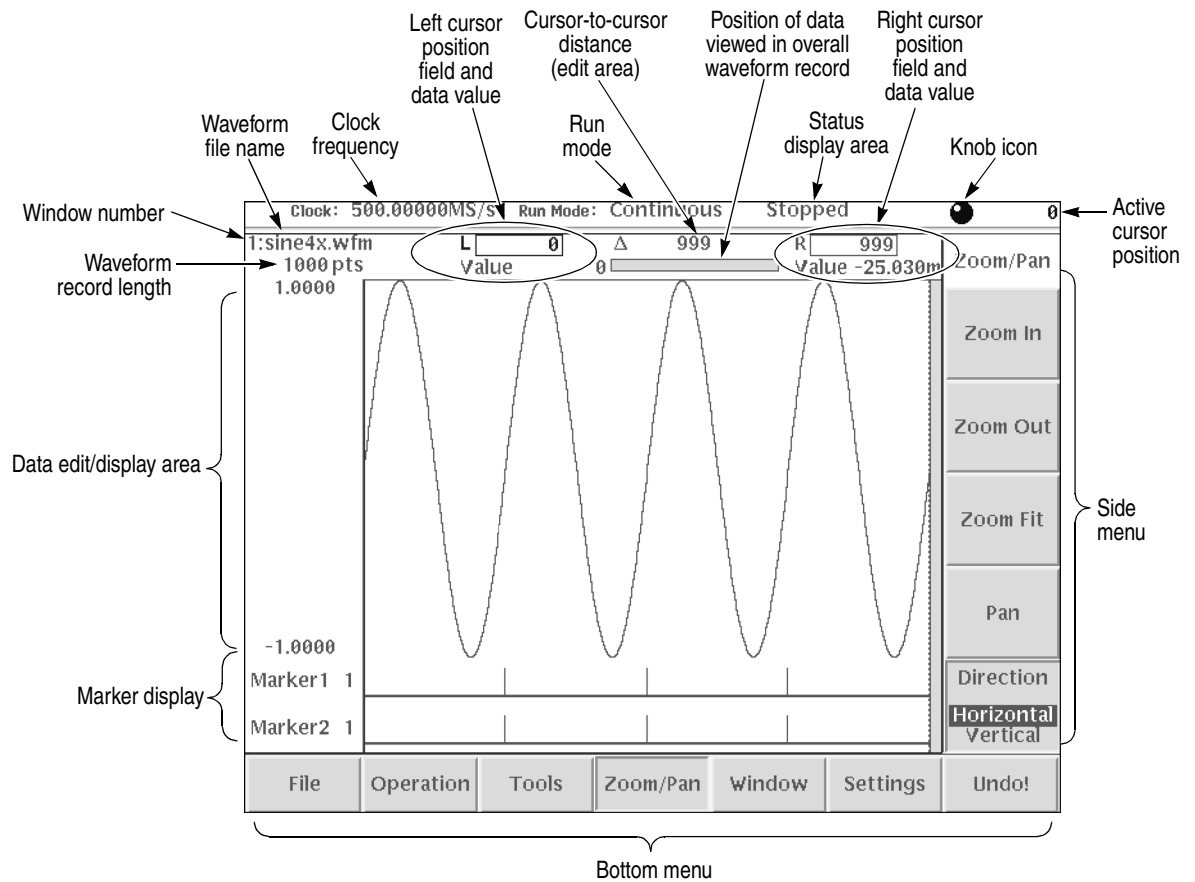 Left cursor
position
field and
data value
Cursor-to-cursor
distance
(edit area)
Position of data
viewed in overall
waveform record
Right cursor
position
field and
data value
Waveform
file name
Clock
frequency
Run
mode
Status
display area
Knob icon
Window number
Clock: 500.00000MS/s Run Mode: Continuous Stopped 0
Active
cursor
position
1:sine4x.wfm L 0 Δ 999 R 999
Waveform
record length
1000 pts Value 0 Value -25.030m
Zoom/Pan
1.0000
Zoom In
Zoom Out
Data edit/display area
Zoom Fit
Side
menu
Pan
-1.0000
Marker display
Marker1 1
Marker2 1
Direction
Horizontal
Vertical
File Operation Tools Zoom/Pan Window Settings Undo!
Bottom menu